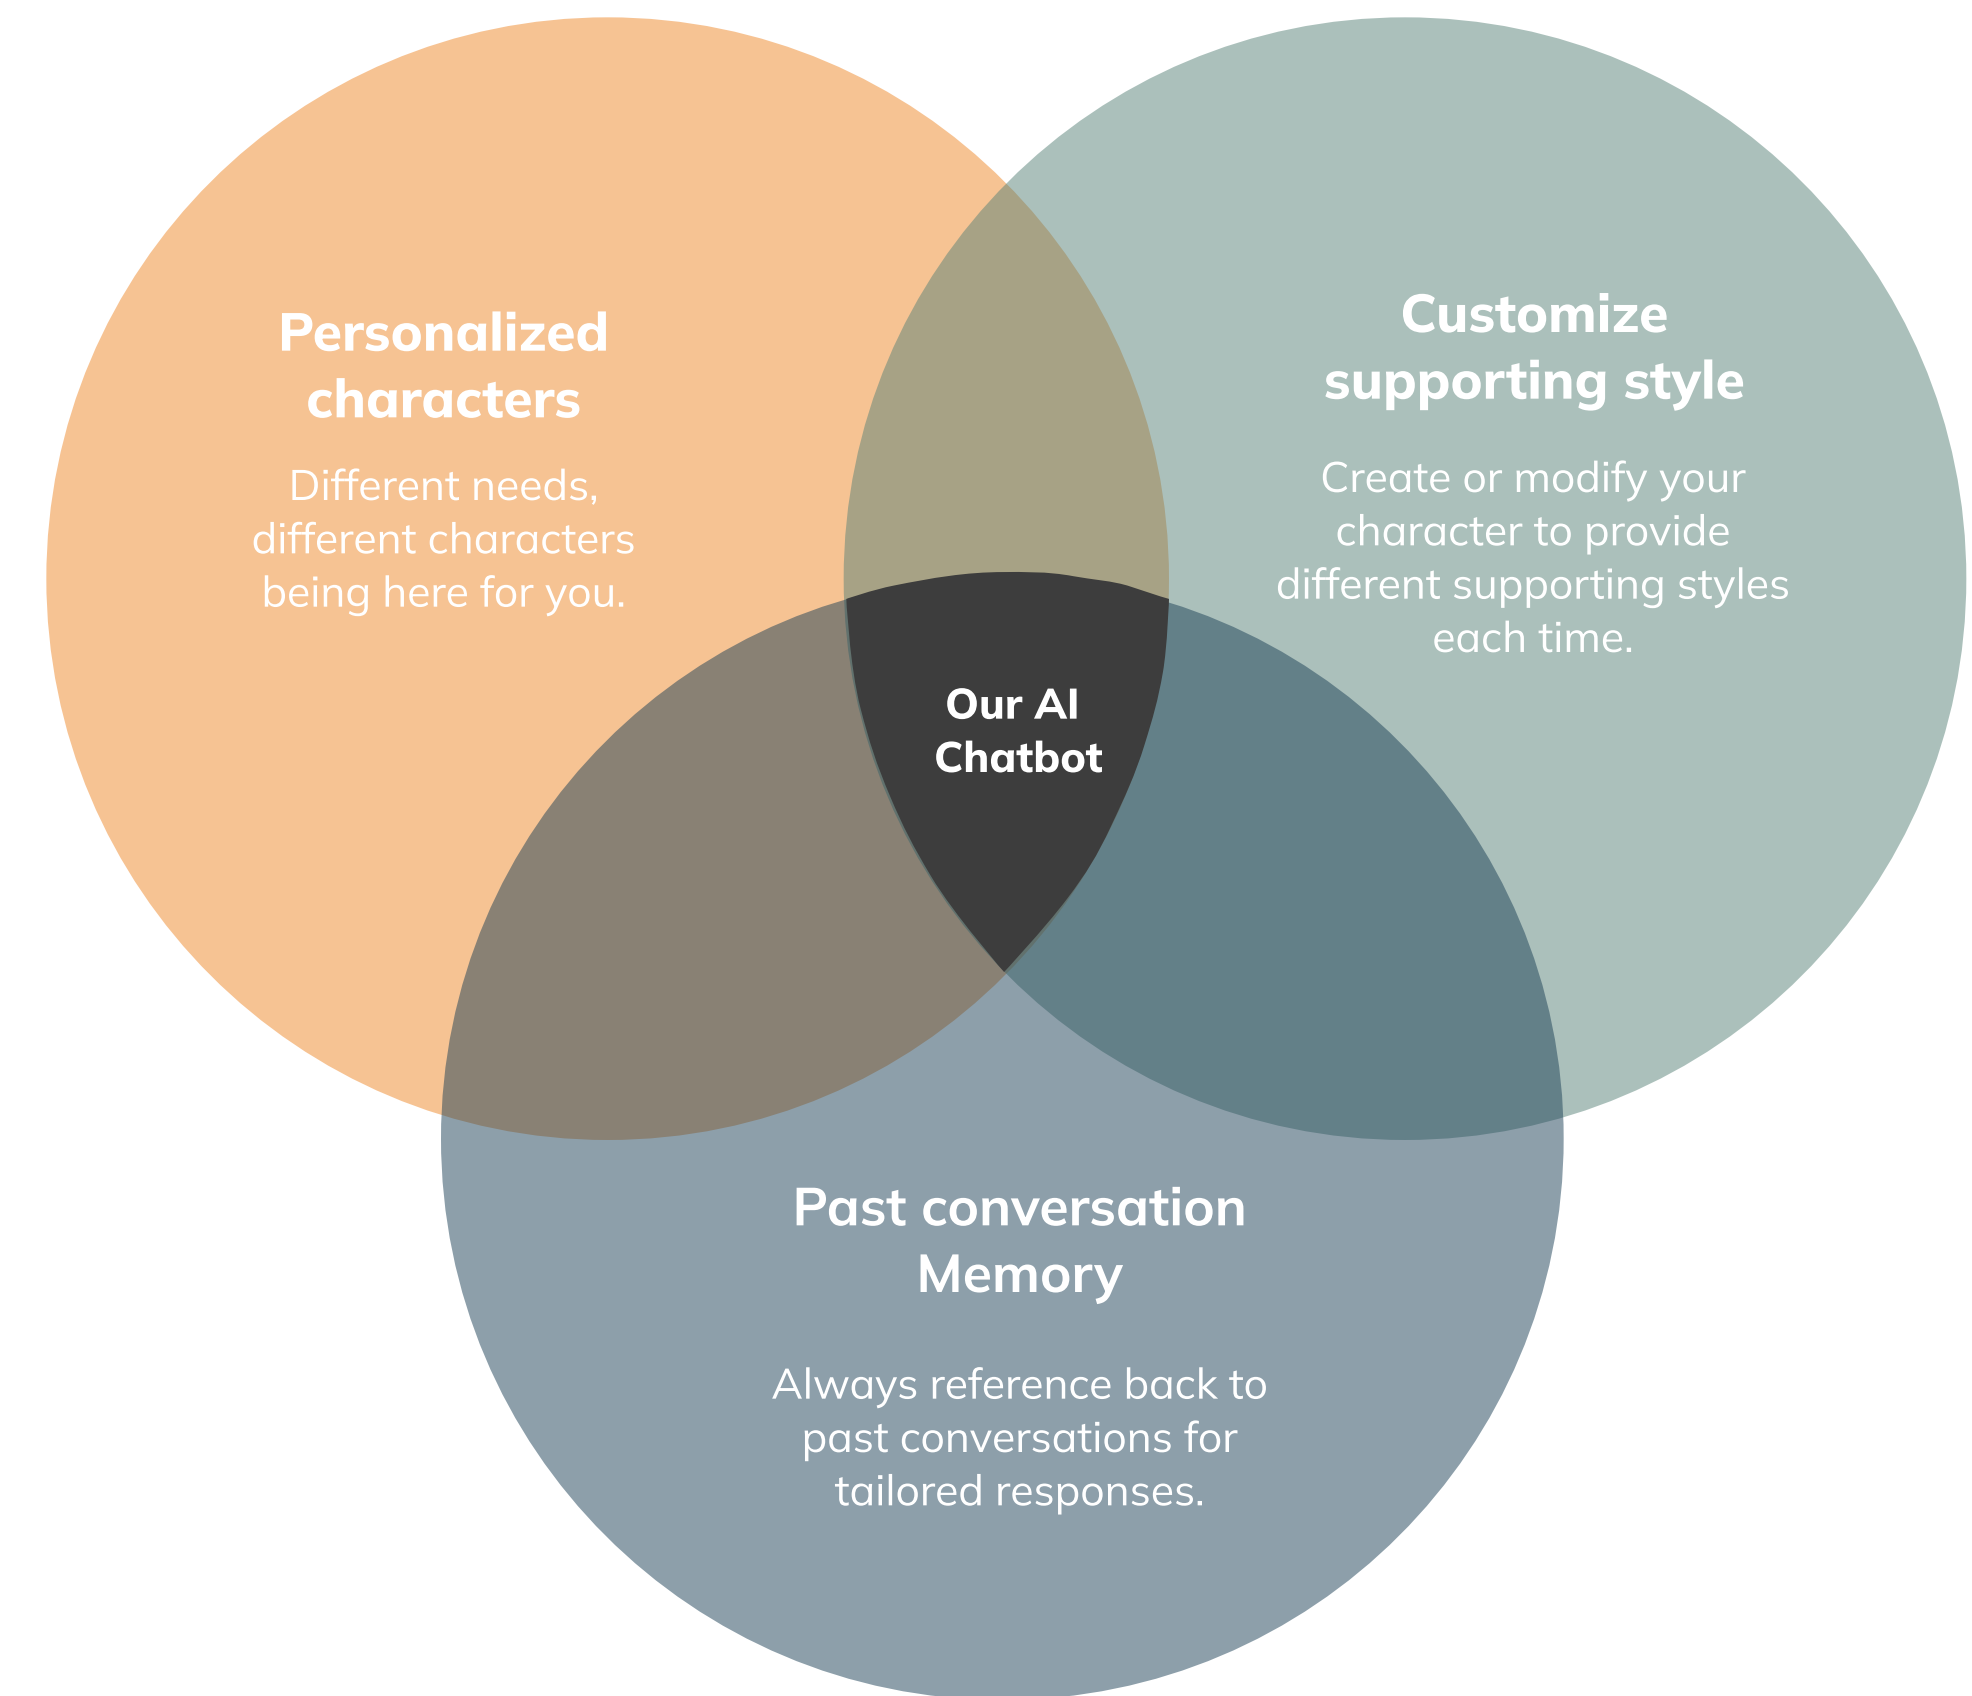 Personalized
characters
Different needs,
different characters
being here for you.
Customize
supporting style
Create or modify your
character to provide
different supporting styles
each time.
Our AI
Chatbot
Past conversation
Memory
Always reference back to
past conversations for
tailored responses.